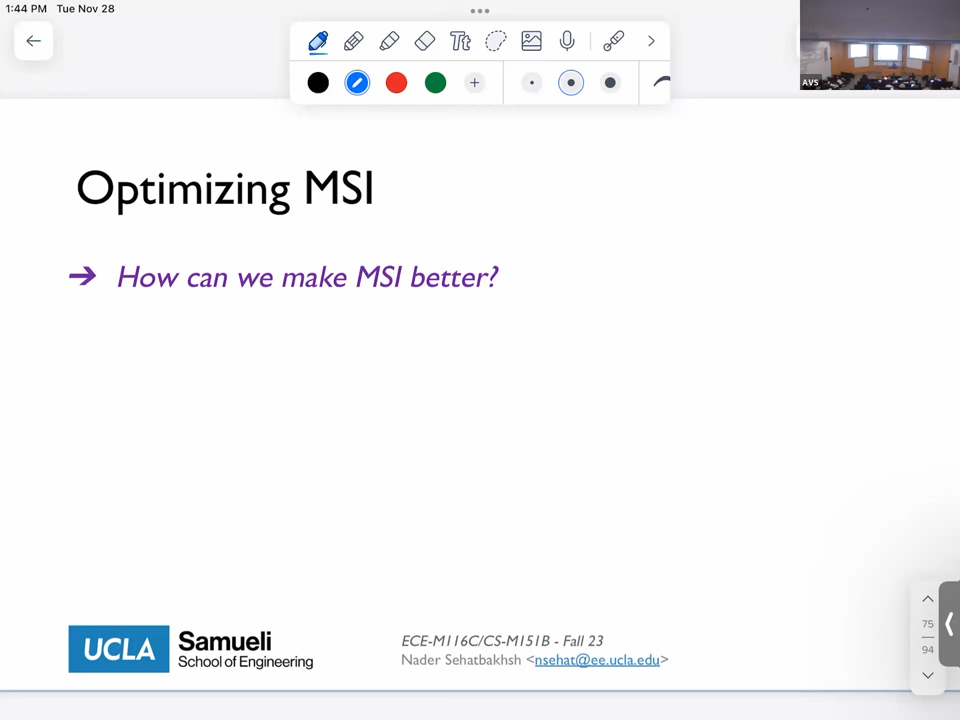 1:44 PM Tue Nov 28
Tt
AVS
Optimizing MSI
➔ How can we make MSI better?
75
94
UCLA Samueli
School of Engineering
ECE-M116C/CS-M151B - Fall 23
Nader Sehatbakhsh <nsehat@ee.ucla.edu>